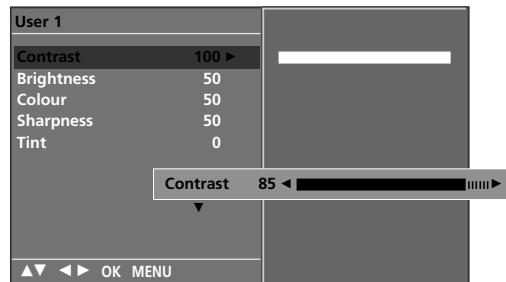 User 1
Contrast 100 ►
Brightness 50
Colour 50
Sharpness 50
Tint 0
Contrast 85 ◄ ►
▼
▲▼ ◄► OK MENU